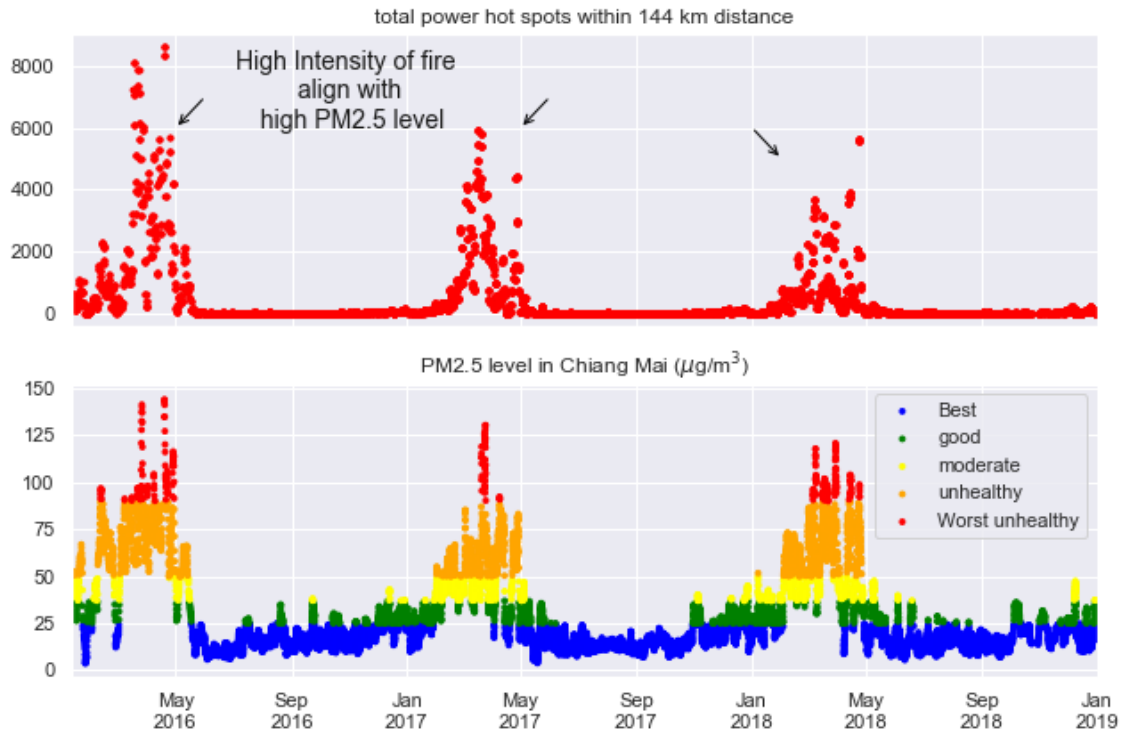 total power hot spots within 144 km distance
8000
6000
4000
2000
0
High Intensity of fire
align with
high PM2.5 level
PM2.5 level in Chiang Mai (μg/m³)
150
125
100
75
50
25
0
Best
good
moderate
unhealthy
Worst unhealthy
May Sep Jan May Sep Jan May Sep Jan
2016 2016 2017 2017 2017 2018 2018 2018 2019